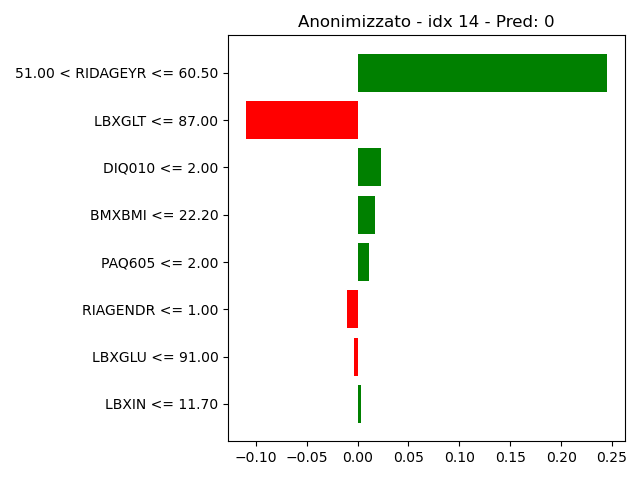 Anonimizzato - idx 14 - Pred: 0
51.00 < RIDAGEYR <= 60.50
LBXGLT <= 87.00
DIQ010 <= 2.00
BMXBMI <= 22.20
PAQ605 <= 2.00
RIAGENDR <= 1.00
LBXGLU <= 91.00
LBXIN <= 11.70
−0.10 −0.05 0.00 0.05 0.10 0.15 0.20 0.25